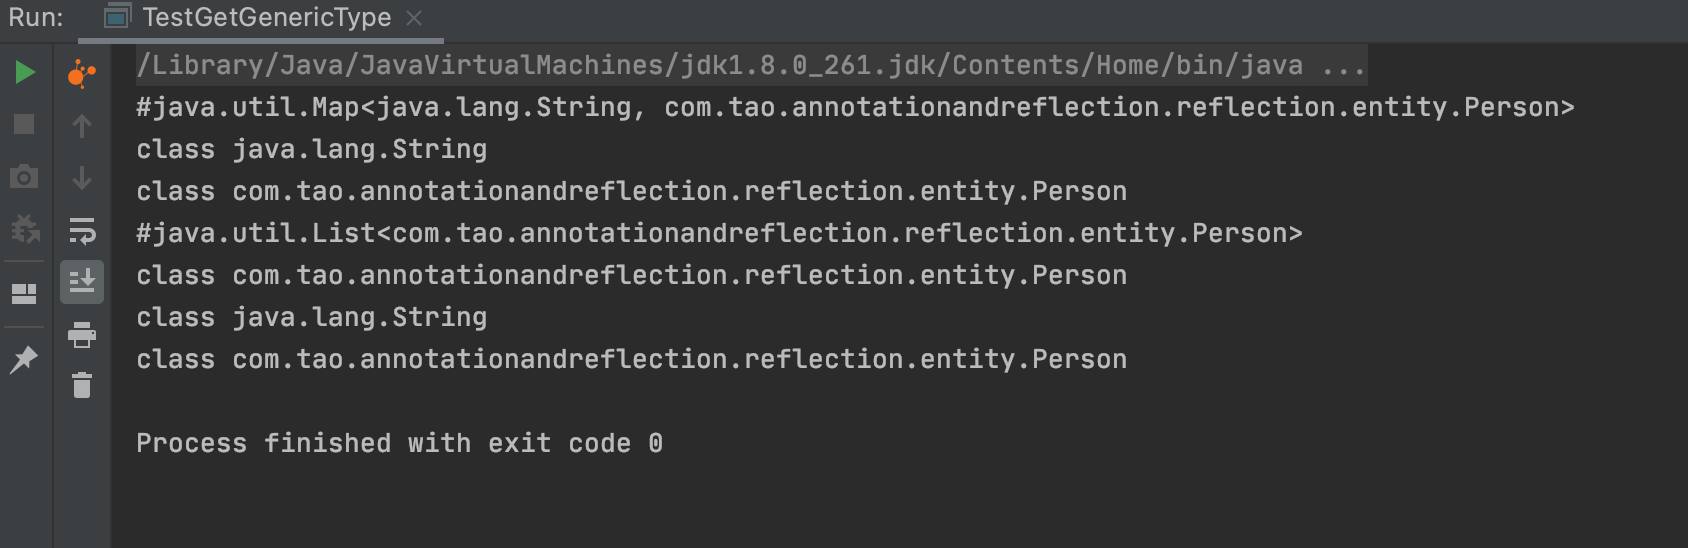 Run: TestGetGenericType
/Library/Java/JavaVirtualMachines/jdk1.8.0_261.jdk/Contents/Home/bin/java ...
#java.util.Map<java.lang.String, com.tao.annotationandreflection.reflection.entity.Person>
class java.lang.String
class com.tao.annotationandreflection.reflection.entity.Person
#java.util.List<com.tao.annotationandreflection.reflection.entity.Person>
class com.tao.annotationandreflection.reflection.entity.Person
class java.lang.String
class com.tao.annotationandreflection.reflection.entity.Person
Process finished with exit code 0